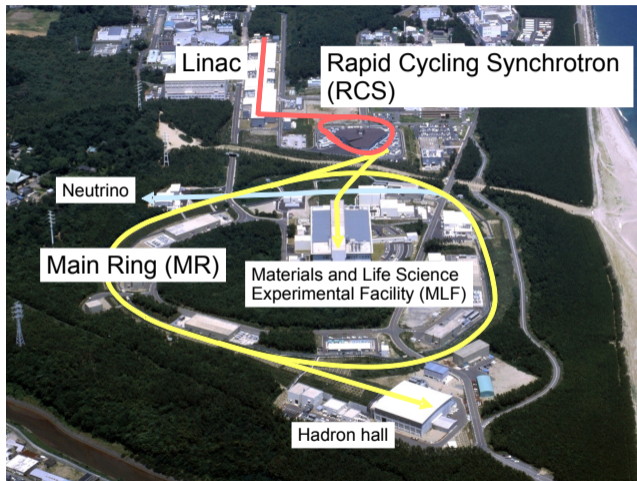 Linac
Rapid Cycling Synchrotron
(RCS)
Neutrino
Main Ring (MR)
Materials and Life Science
Experimental Facility (MLF)
Hadron hall